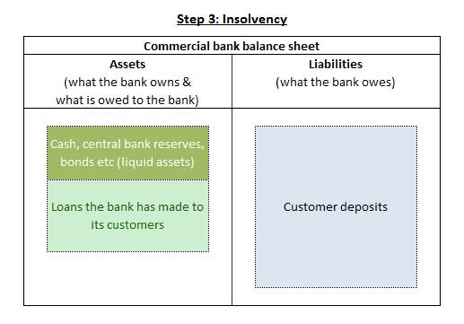 Step 3: Insolvency
Commercial bank balance sheet
Assets
(what the bank owns &
what is owed to the bank)
Liabilities
(what the bank owes)
Cash, central bank reserves,
bonds etc (liquid assets)
Loans the bank has made to
its customers
Customer deposits